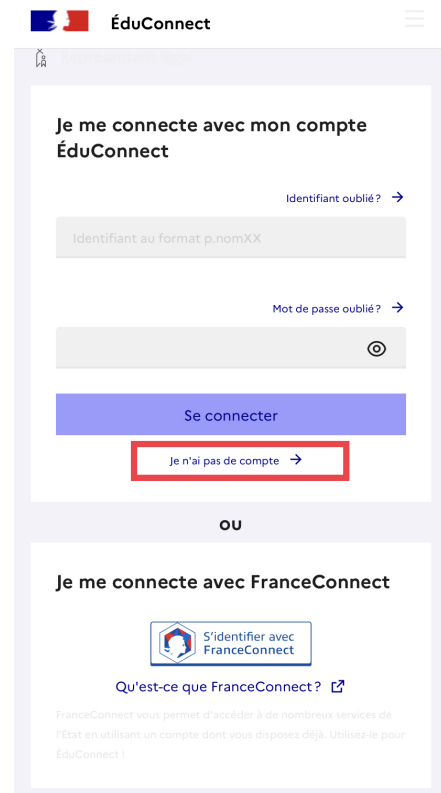 ÉduConnect
Je me connecte avec mon compte
ÉduConnect
Identifiant oublié? →
Identifiant au format p.nomXX
Mot de passe oublié? →
Se connecter
Je n'ai pas de compte →
ou
Je me connecte avec FranceConnect
S'identifier avec
FranceConnect
Qu'est-ce que FranceConnect?
FranceConnect vous permet d'accéder à de nombreux services de
l'État en utilisant un compte dont vous disposez déjà. Utilisez-le pour
ÉduConnect !